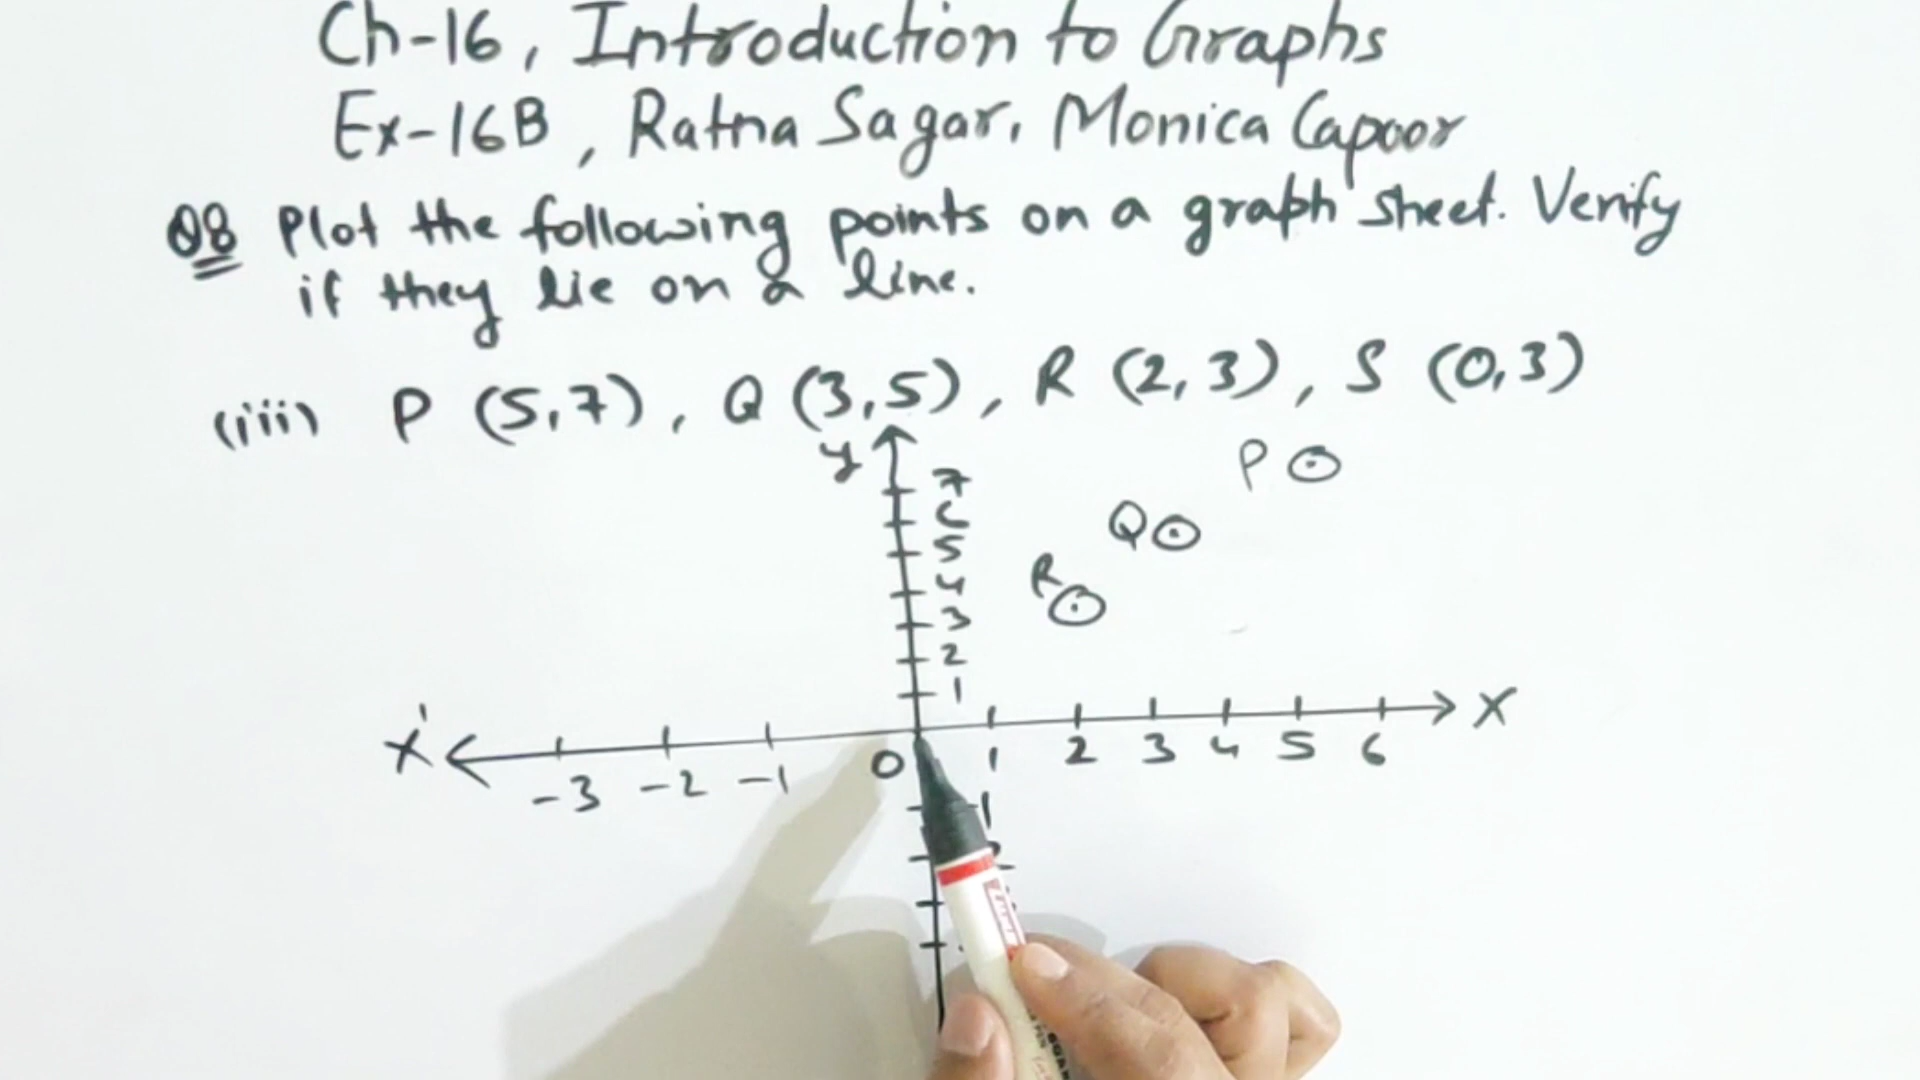 Ch-16, Introduction to Graphs
Ex-16B, Ratna Sagar, Monica Capoor
Q8 Plot the following points on a graph sheet. Verify
if they lie on a line.
(iii) P (5,7), Q (3,5), R (2,3), S (0,3)
y
P
7
6
Q
5
R
4
3
2
1
X' X
0
-3 -2 -1 1 2 3 4 5 6
-1